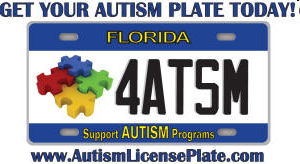 GET YOUR AUTISM PLATE TODAY!
FLORIDA
4ATSM
Support AUTISM Programs
www.AutismLicensePlate.com